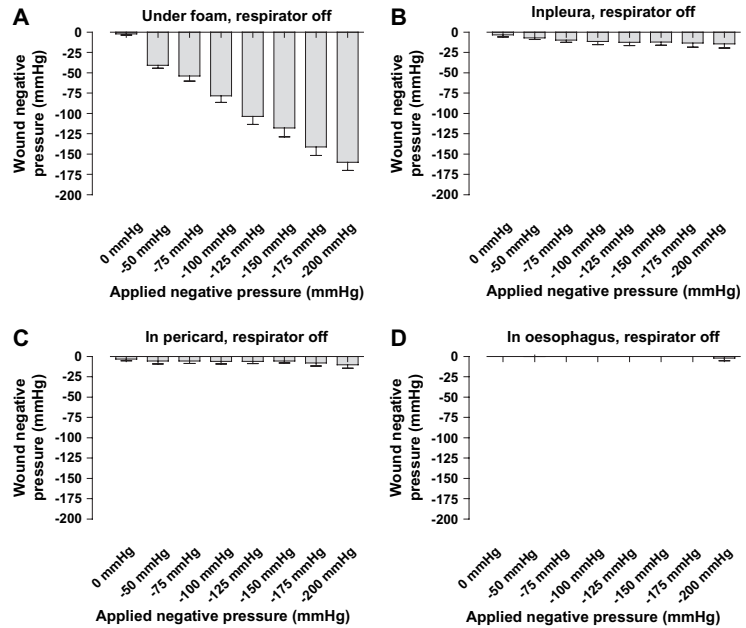 A
Under foam, respirator off
Wound negative
pressure (mmHg)
0
-25
-50
-75
-100
-125
-150
-175
-200
0 mmHg
-50 mmHg
-75 mmHg
-100 mmHg
-125 mmHg
-150 mmHg
-175 mmHg
-200 mmHg
Applied negative pressure (mmHg)
B
Inpleura, respirator off
Wound negative
pressure (mmHg)
0
-25
-50
-75
-100
-125
-150
-175
-200
0 mmHg
-50 mmHg
-75 mmHg
-100 mmHg
-125 mmHg
-150 mmHg
-175 mmHg
-200 mmHg
Applied negative pressure (mmHg)
C
In pericard, respirator off
Wound negative
pressure (mmHg)
0
-25
-50
-75
-100
-125
-150
-175
-200
0 mmHg
-50 mmHg
-75 mmHg
-100 mmHg
-125 mmHg
-150 mmHg
-175 mmHg
-200 mmHg
Applied negative pressure (mmHg)
D
In oesophagus, respirator off
Wound negative
pressure (mmHg)
0
-25
-50
-75
-100
-125
-150
-175
-200
0 mmHg
-50 mmHg
-75 mmHg
-100 mmHg
-125 mmHg
-150 mmHg
-175 mmHg
-200 mmHg
Applied negative pressure (mmHg)